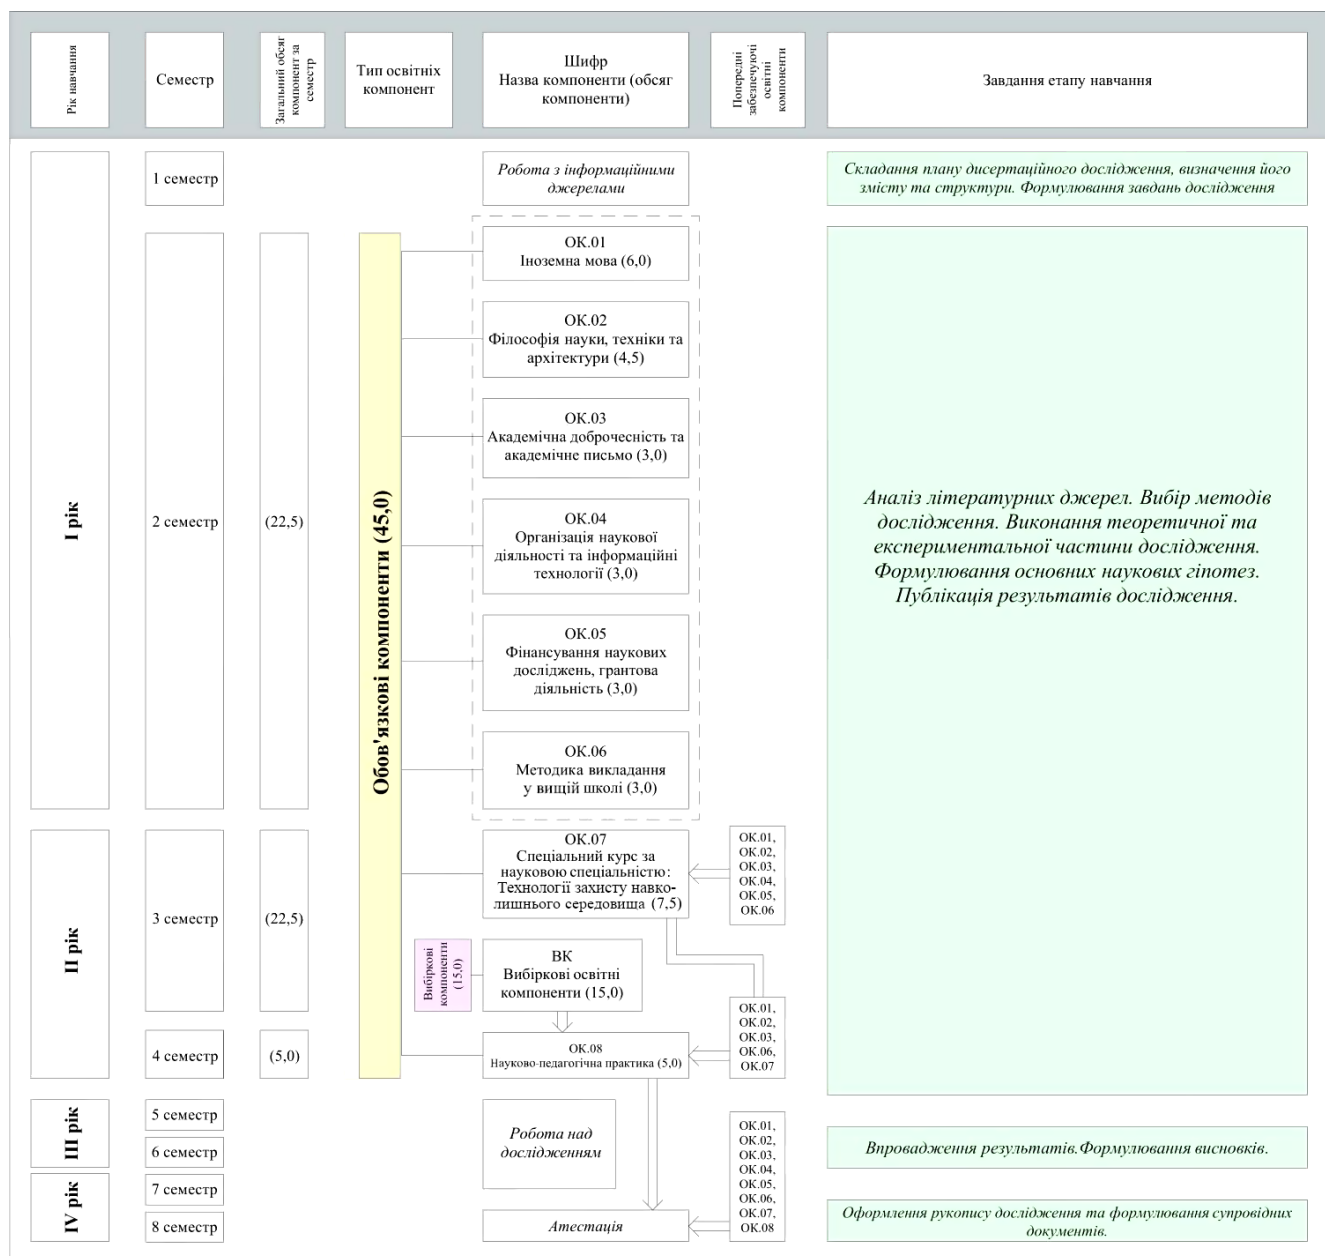 Рік навчання
Семестр
Загальний обсяг
компонент за
семестр
Тип освітніх
компонент
Шифр
Назва компоненти (обсяг
компоненти)
Попередні
забезпечуючі
освітні
компоненти
Завдання етапу навчання
І рік
1 семестр
Робота з інформаційними
джерелами
Складання плану дисертаційного дослідження, визначення його
змісту та структури. Формулювання завдань дослідження
2 семестр
(22,5)
Обов'язкові компоненти (45,0)
ОК.01
Іноземна мова (6,0)
ОК.02
Філософія науки, техніки та
архітектури (4,5)
ОК.03
Академічна доброчесність та
академічне письмо (3,0)
ОК.04
Організація наукової
діяльності та інформаційні
технології (3,0)
ОК.05
Фінансування наукових
досліджень, грантова
діяльність (3,0)
ОК.06
Методика викладання
у вищій школі (3,0)
Аналіз літературних джерел. Вибір методів
дослідження. Виконання теоретичної та
експериментальної частини дослідження.
Формулювання основних наукових гіпотез.
Публікація результатів дослідження.
ІІ рік
3 семестр
(22,5)
ОК.07
Спеціальний курс за
науковою спеціальністю:
Технології захисту навко-
лишнього середовища (7,5)
ОК.01,
ОК.02,
ОК.03,
ОК.04,
ОК.05,
ОК.06
Вибіркові
компоненти
(15,0)
ВК
Вибіркові освітні
компоненти (15,0)
4 семестр
(5,0)
ОК.08
Науково-педагогічна практика (5,0)
ОК.01,
ОК.02,
ОК.03,
ОК.06,
ОК.07
ІІІ рік
5 семестр
6 семестр
Робота над
дослідженням
Впровадження результатів.Формулювання висновків.
IV рік
7 семестр
8 семестр
Атестація
ОК.01,
ОК.02,
ОК.03,
ОК.04,
ОК.05,
ОК.06,
ОК.07,
ОК.08
Оформлення рукопису дослідження та формулювання супровідних
документів.